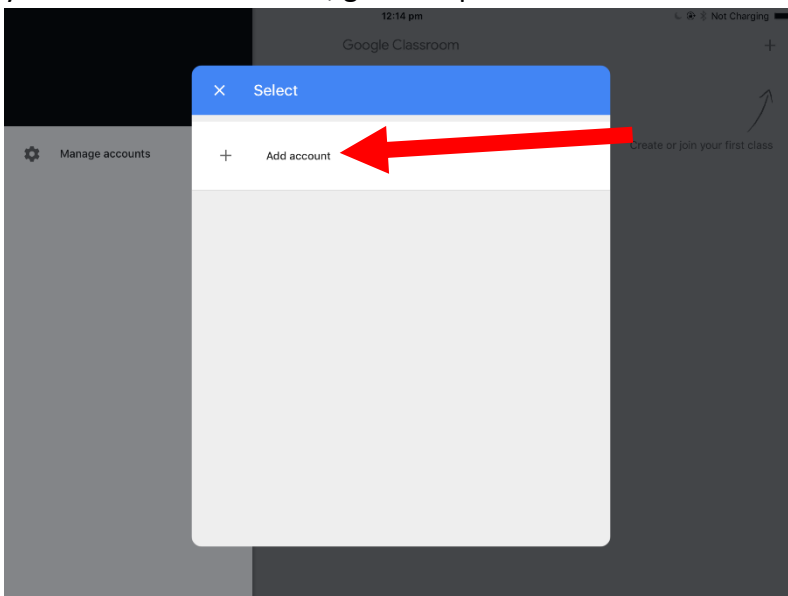 12:14 pm
Not Charging
Google Classroom
Select
Manage accounts
Add account
Create or join your first class